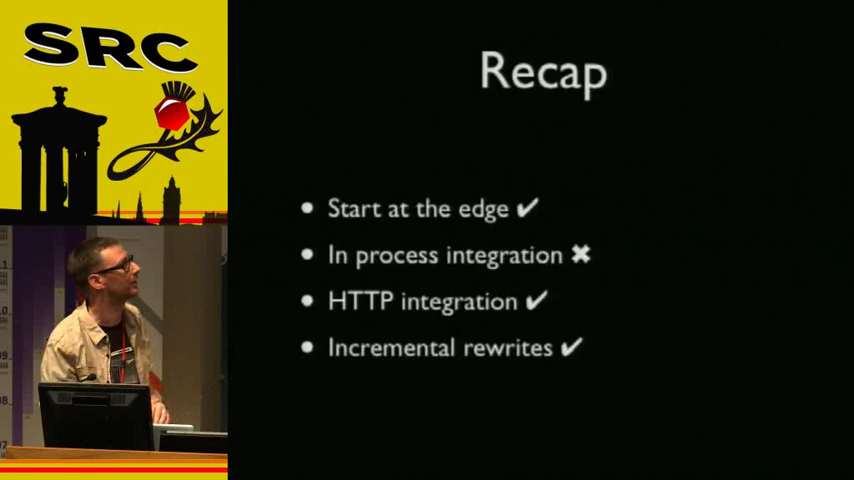 SRC
Recap
• Start at the edge ✔
• In process integration ✖
• HTTP integration ✔
• Incremental rewrites ✔